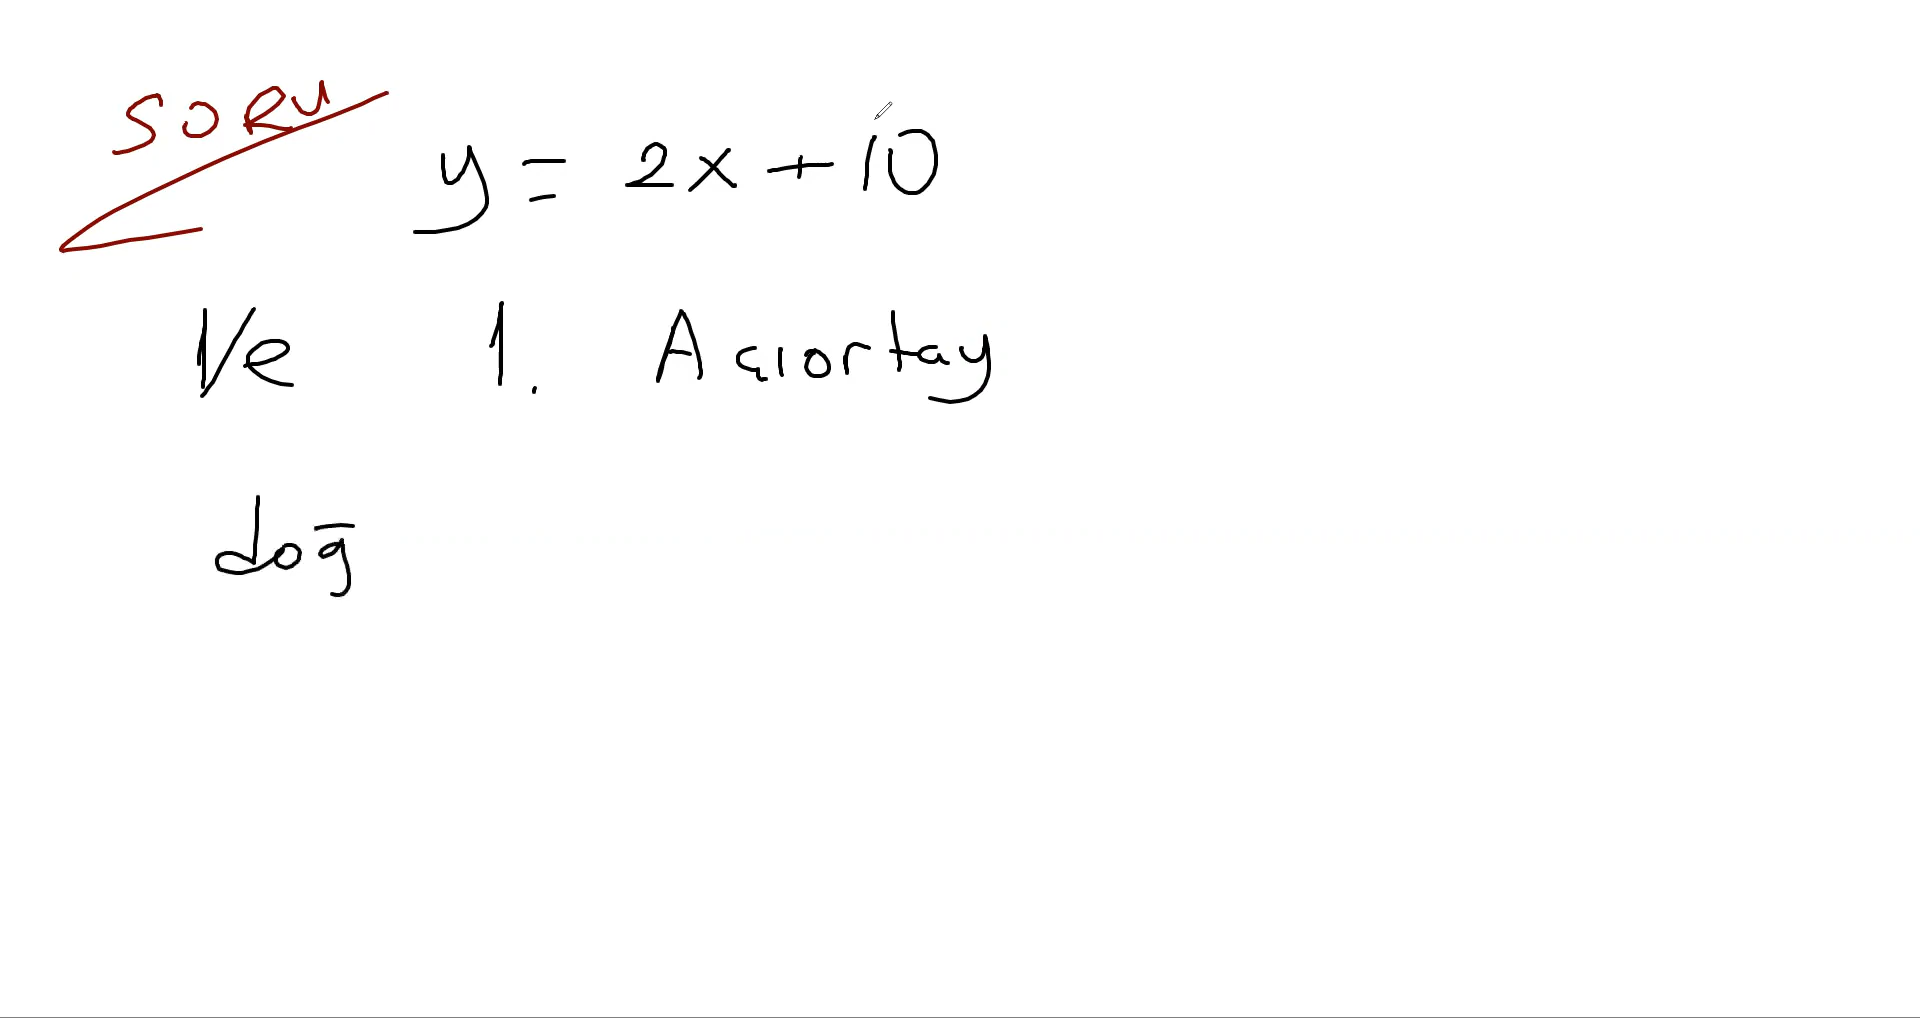 SORU
y = 2x + 10
Ve 1. Açıortay
doğ